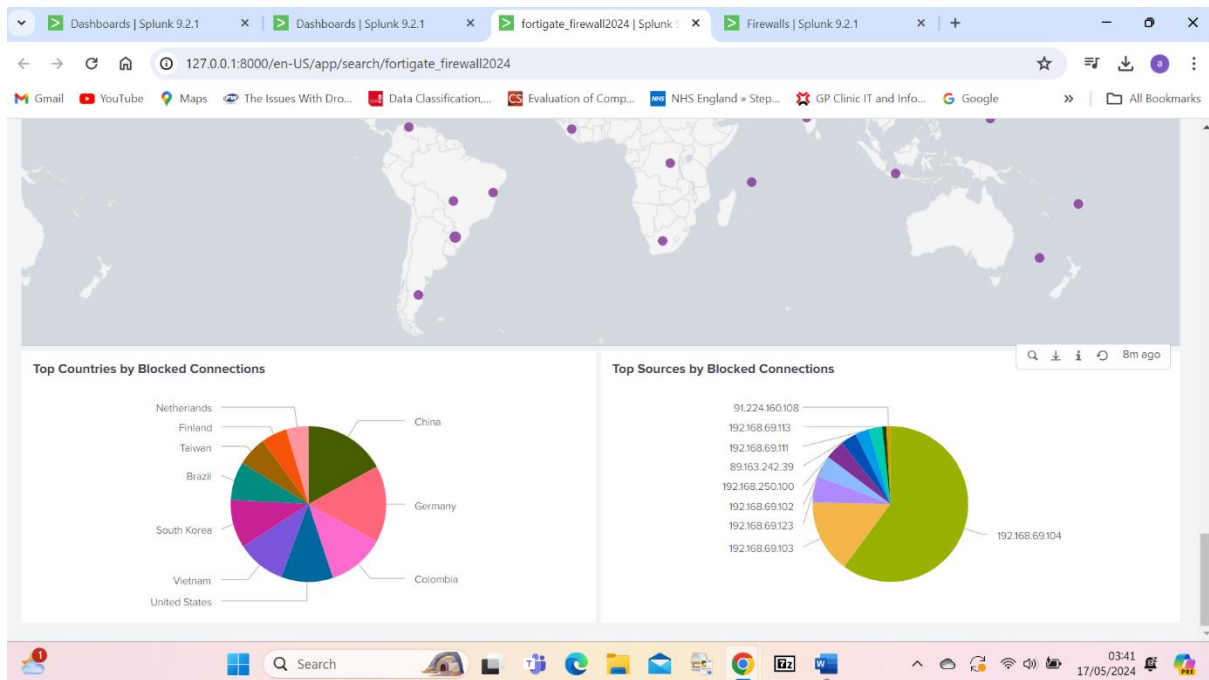 Dashboards | Splunk 9.2.1
Dashboards | Splunk 9.2.1
fortigate_firewall2024 | Splunk 9
Firewalls | Splunk 9.2.1
127.0.0.1:8000/en-US/app/search/fortigate_firewall2024
a
Gmail
YouTube
Maps
The Issues With Dro...
Data Classification,...
CS
Evaluation of Comp...
NHS
NHS England » Step...
GP Clinic IT and Info...
G
Google
»
All Bookmarks
8m ago
Top Countries by Blocked Connections
Netherlands
Finland
Taiwan
Brazil
South Korea
Vietnam
United States
China
Germany
Colombia
Top Sources by Blocked Connections
91.224.160.108
192.168.69.113
192.168.69.111
89.163.242.39
192.168.250.100
192.168.69.102
192.168.69.123
192.168.69.103
192.168.69.104
1
Search
7z
W
03:41
17/05/2024
PRE